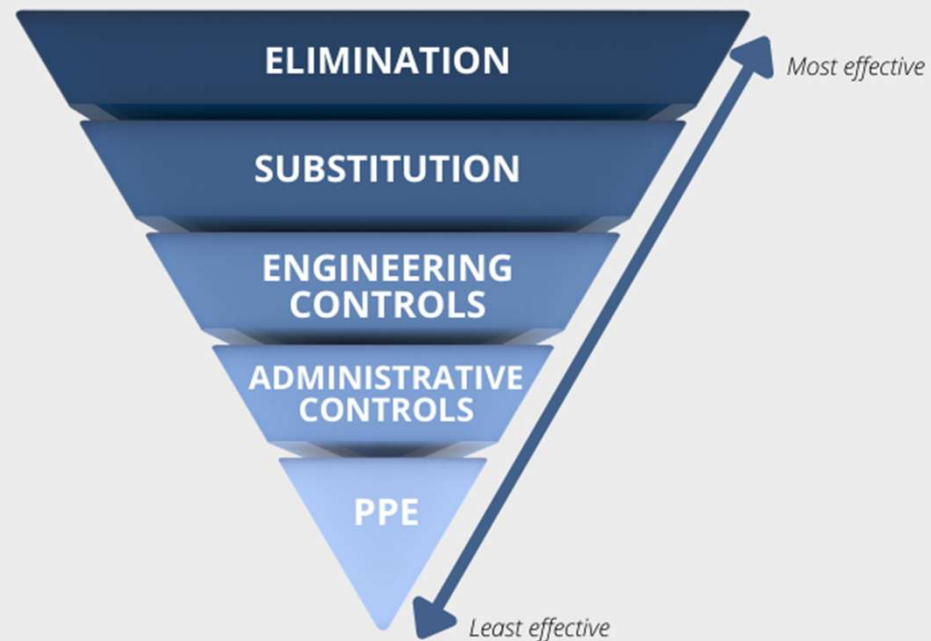 ELIMINATION
Most effective
SUBSTITUTION
ENGINEERING
CONTROLS
ADMINISTRATIVE
CONTROLS
PPE
Least effective